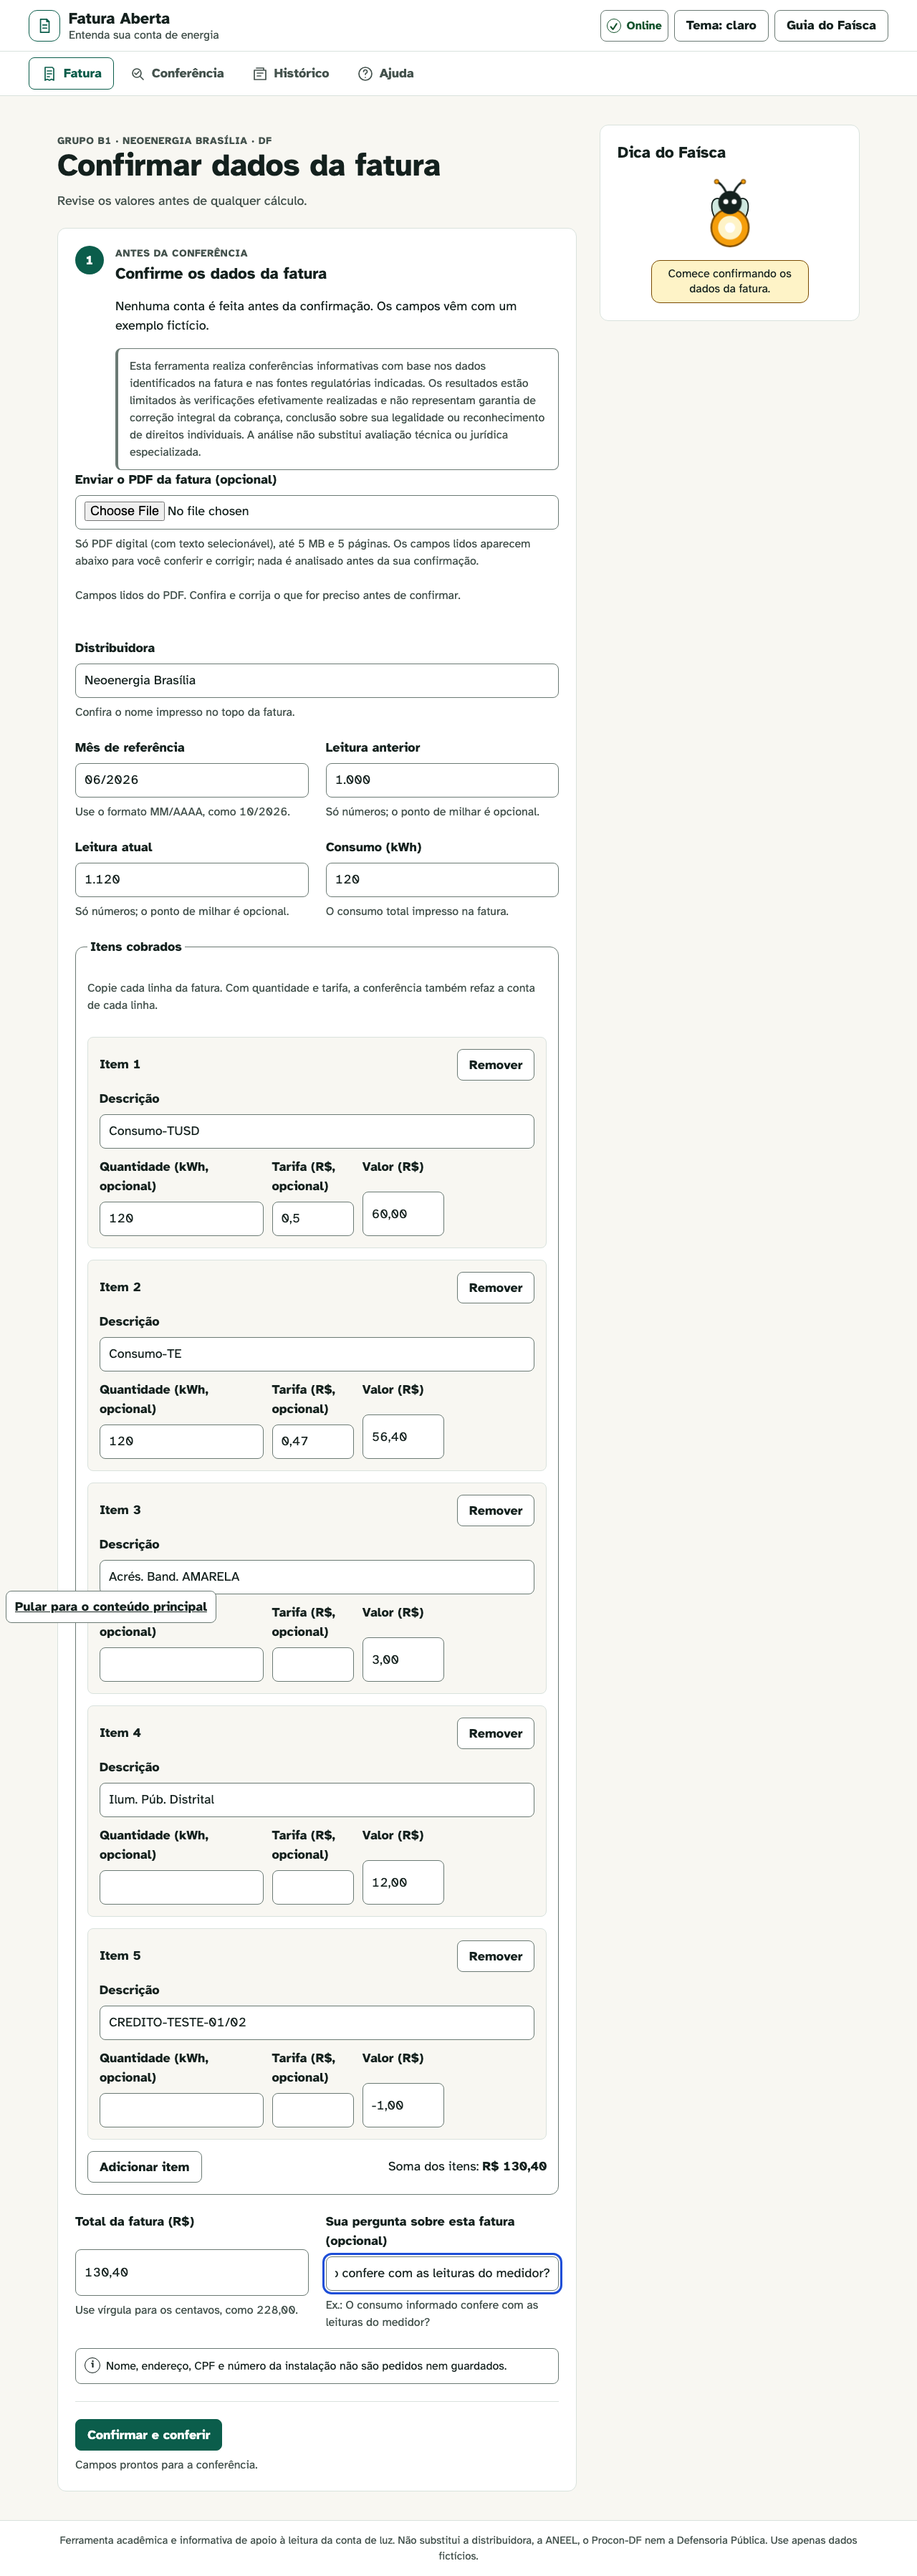 Fatura Aberta
Entenda sua conta de energia
Online
Tema: claro
Guia do Faísca
Fatura
Conferência
Histórico
Ajuda
GRUPO B1 · NEOENERGIA BRASÍLIA · DF
Confirmar dados da fatura
Revise os valores antes de qualquer cálculo.
1
ANTES DA CONFERÊNCIA
Confirme os dados da fatura
Nenhuma conta é feita antes da confirmação. Os campos vêm com um
exemplo fictício.
Esta ferramenta realiza conferências informativas com base nos dados
identificados na fatura e nas fontes regulatórias indicadas. Os resultados estão
limitados às verificações efetivamente realizadas e não representam garantia de
correção integral da cobrança, conclusão sobre sua legalidade ou reconhecimento
de direitos individuais. A análise não substitui avaliação técnica ou jurídica
especializada.
Enviar o PDF da fatura (opcional)
Choose File No file chosen
Só PDF digital (com texto selecionável), até 5 MB e 5 páginas. Os campos lidos aparecem
abaixo para você conferir e corrigir; nada é analisado antes da sua confirmação.
Campos lidos do PDF. Confira e corrija o que for preciso antes de confirmar.
Distribuidora
Neoenergia Brasília
Confira o nome impresso no topo da fatura.
Mês de referência
06/2026
Use o formato MM/AAAA, como 10/2026.
Leitura anterior
1.000
Só números; o ponto de milhar é opcional.
Leitura atual
1.120
Só números; o ponto de milhar é opcional.
Consumo (kWh)
120
O consumo total impresso na fatura.
Itens cobrados
Copie cada linha da fatura. Com quantidade e tarifa, a conferência também refaz a conta
de cada linha.
Item 1
Remover
Descrição
Consumo-TUSD
Quantidade (kWh,
opcional)
120
Tarifa (R$,
opcional)
0,5
Valor (R$)
60,00
Item 2
Remover
Descrição
Consumo-TE
Quantidade (kWh,
opcional)
120
Tarifa (R$,
opcional)
0,47
Valor (R$)
56,40
Item 3
Remover
Descrição
Acrés. Band. AMARELA
Pular para o conteúdo principal
opcional)
Tarifa (R$,
opcional)
Valor (R$)
3,00
Item 4
Remover
Descrição
Ilum. Púb. Distrital
Quantidade (kWh,
opcional)
Tarifa (R$,
opcional)
Valor (R$)
12,00
Item 5
Remover
Descrição
CREDITO-TESTE-01/02
Quantidade (kWh,
opcional)
Tarifa (R$,
opcional)
Valor (R$)
-1,00
Adicionar item
Soma dos itens: R$ 130,40
Total da fatura (R$)
130,40
Use vírgula para os centavos, como 228,00.
Sua pergunta sobre esta fatura
(opcional)
o confere com as leituras do medidor?
Ex.: O consumo informado confere com as
leituras do medidor?
Nome, endereço, CPF e número da instalação não são pedidos nem guardados.
Confirmar e conferir
Campos prontos para a conferência.
Dica do Faísca
Comece confirmando os
dados da fatura.
Ferramenta acadêmica e informativa de apoio à leitura da conta de luz. Não substitui a distribuidora, a ANEEL, o Procon-DF nem a Defensoria Pública. Use apenas dados
fictícios.